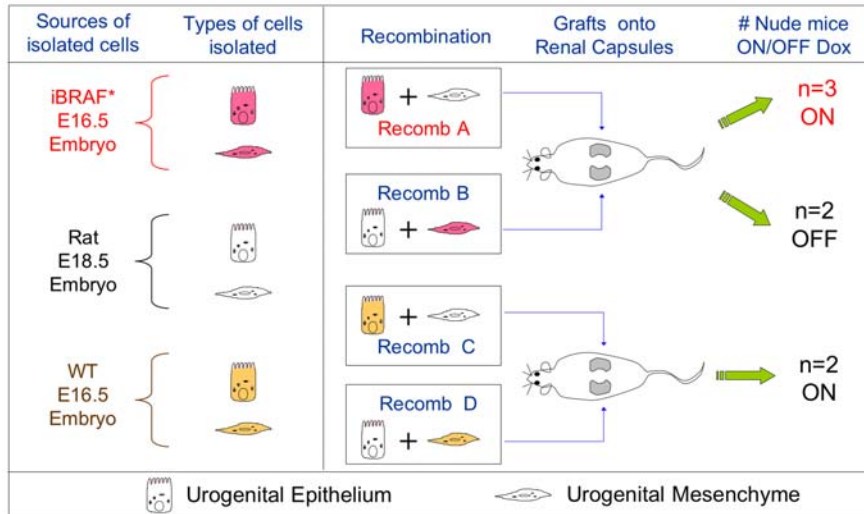 Sources of
isolated cells
Types of cells
isolated
Recombination
Grafts onto
Renal Capsules
# Nude mice
ON/OFF Dox
iBRAF*
E16.5
Embryo
Rat
E18.5
Embryo
WT
E16.5
Embryo
+
Recomb A
Recomb B
+
+
Recomb C
Recomb D
+
n=3
ON
n=2
OFF
n=2
ON
Urogenital Epithelium
Urogenital Mesenchyme